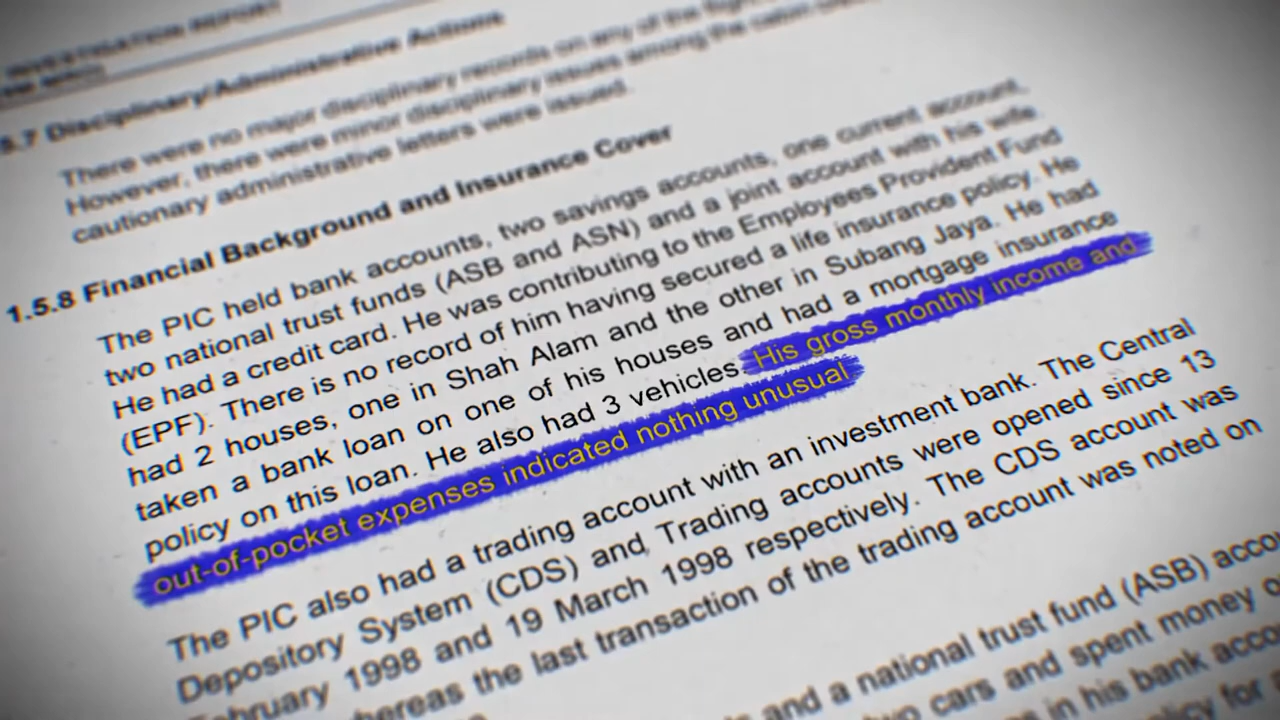 INVESTIGATION REPORT
5.7 Disciplinary/Administrative Actions
There were no major disciplinary records on any of the flight
However, there were minor disciplinary issues among the cabin
cautionary administrative letters were issued.
1.5.8 Financial Background and Insurance Cover
The PIC held bank accounts, two savings accounts, one current account,
two national trust funds (ASB and ASN) and a joint account with his wife.
He had a credit card. He was contributing to the Employees Provident Fund
(EPF). There is no record of him having secured a life insurance policy. He
had 2 houses, one in Shah Alam and the other in Subang Jaya. He had
taken a bank loan on one of his houses and had a mortgage insurance
policy on this loan. He also had 3 vehicles. His gross monthly income and
out-of-pocket expenses indicated nothing unusual
The PIC also had a trading account with an investment bank. The Central
Depository System (CDS) and Trading accounts were opened since 13
February 1998 and 19 March 1998 respectively. The CDS account was
whereas the last transaction of the trading account was noted on
and a national trust fund (ASB)
two cars and spent money
in his bank
policy for